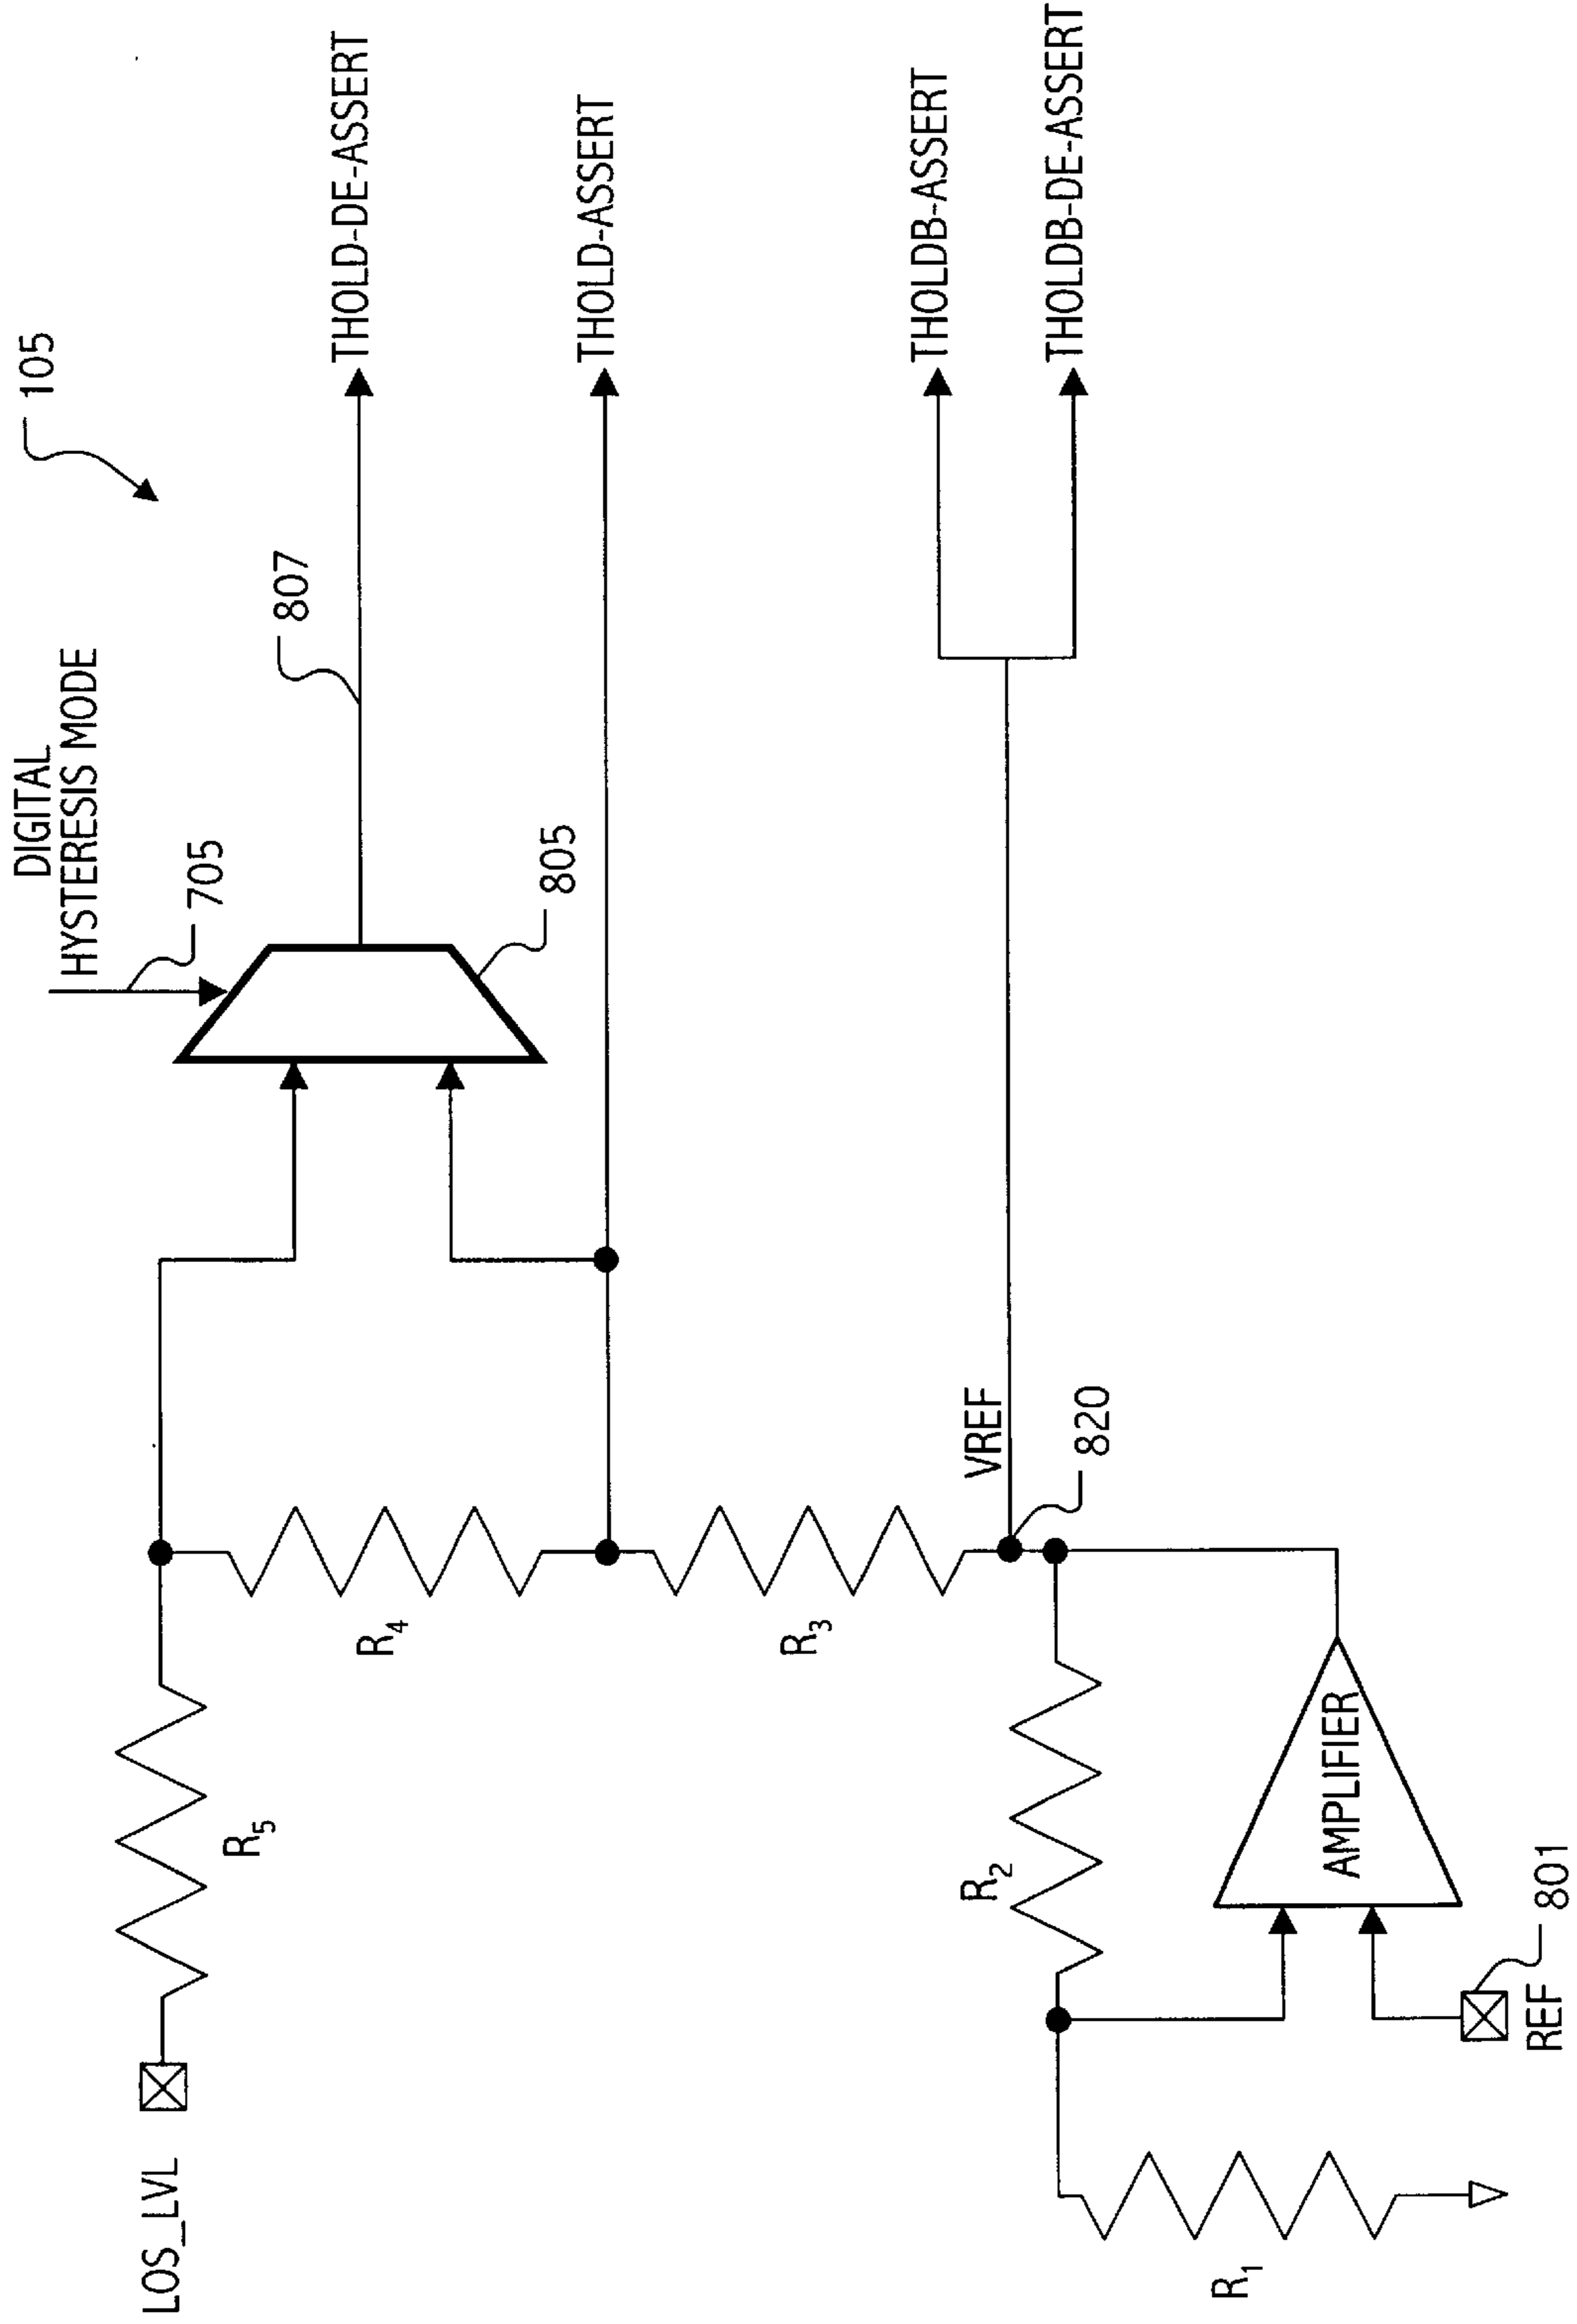 105
DIGITAL
HYSTERESIS MODE
705
807
THOLD-DE-ASSERT
805
THOLD-ASSERT
LOS_LVL
R5
R4
R3
VREF
820
THOLDB-ASSERT
THOLDB-DE-ASSERT
R2
R1
AMPLIFIER
801
REF